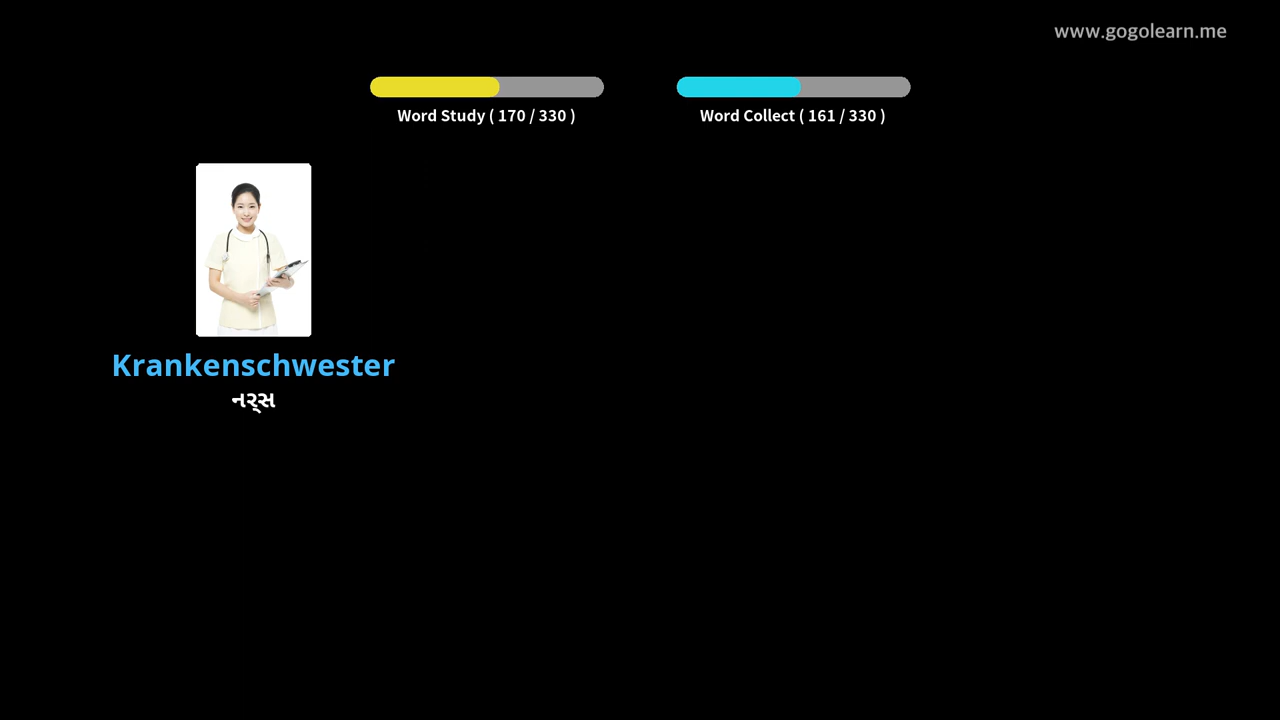 www.gogolearn.me
Word Study ( 170 / 330 )
Word Collect ( 161 / 330 )
Krankenschwester
નર્સ